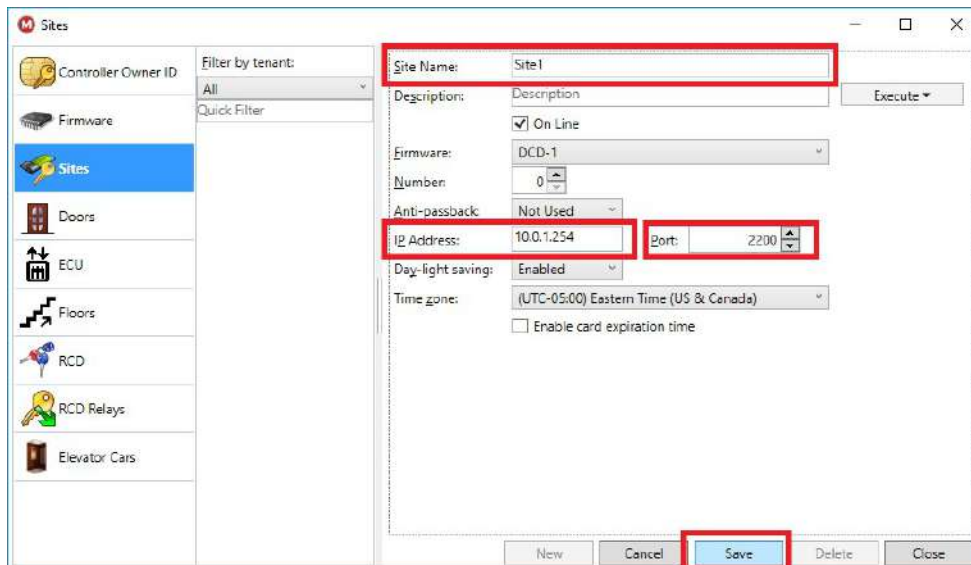 Sites
Controller Owner ID
Firmware
Sites
Doors
ECU
Floors
RCD
RCD Relays
Elevator Cars
Filter by tenant:
All
Quick Filter
Site Name: Site1
Description: Description
Execute
On Line
Firmware: DCD-1
Number: 0
Anti-passback: Not Used
IP Address: 10.0.1.254 Port: 2200
Day-light saving: Enabled
Time zone: (UTC-05:00) Eastern Time (US & Canada)
Enable card expiration time
New Cancel Save Delete Close